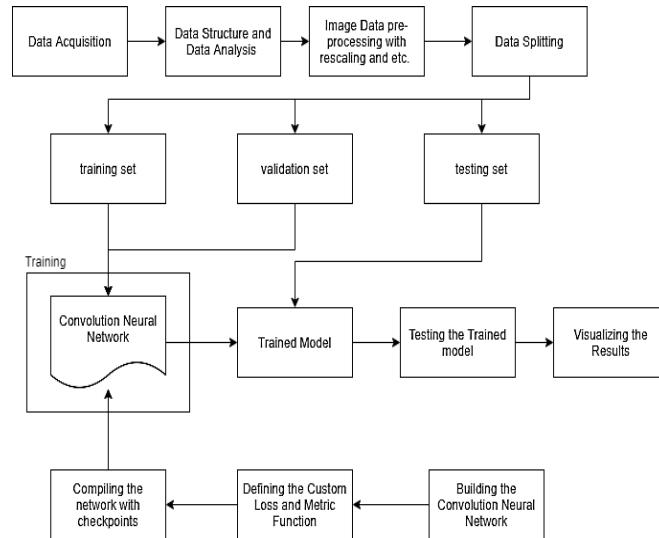 Data Acquisition
Data Structure and
Data Analysis
Image Data pre-
processing with
rescaling and etc.
Data Splitting
training set
validation set
testing set
Training
Convolution Neural
Network
Trained Model
Testing the Trained
model
Visualizing the
Results
Compiling the
network with
checkpoints
Defining the Custom
Loss and Metric
Function
Building the
Convolution Neural
Network